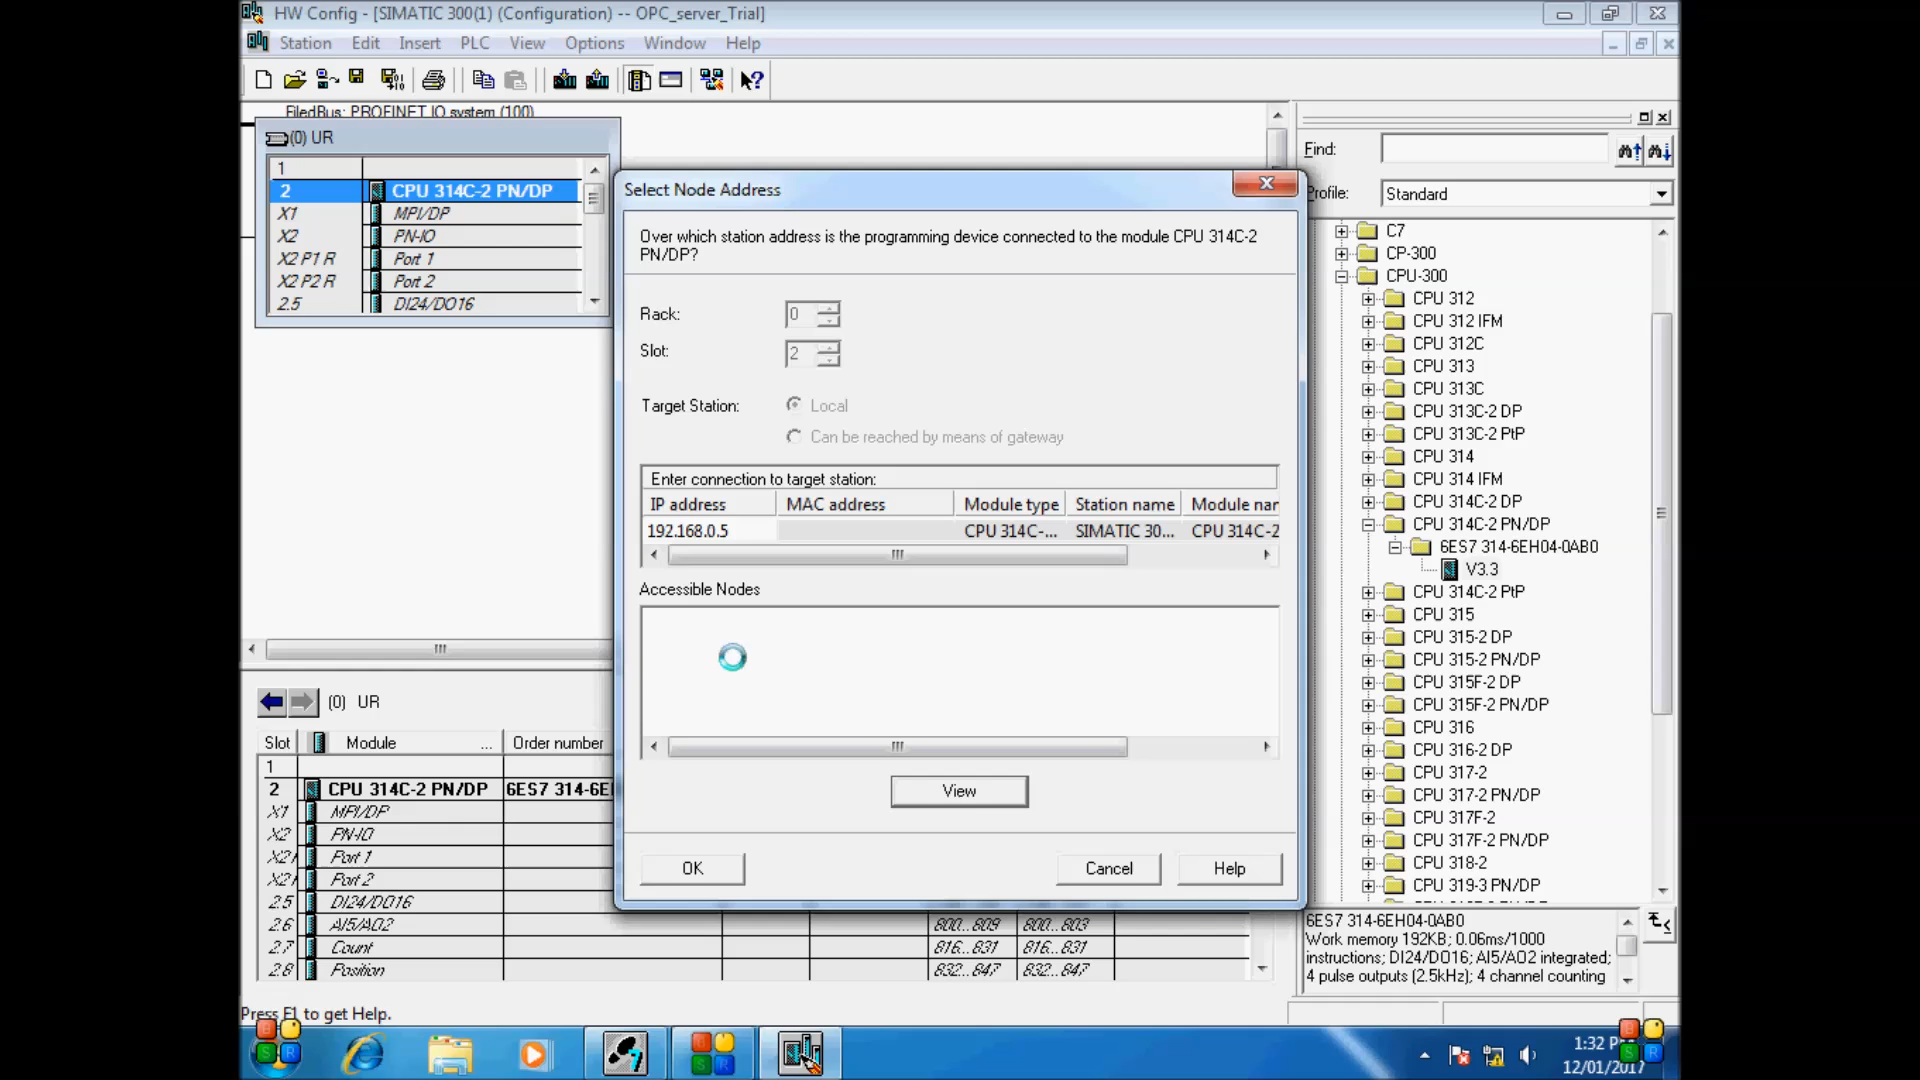 HW Config - [SIMATIC 300(1) (Configuration) -- OPC_server_Trial]
Station Edit Insert PLC View Options Window Help
FiledBus: PROFINET IO system (100)
(0) UR
1
2 CPU 314C-2 PN/DP
X1 MPI/DP
X2 PN-IO
X2 P1 R Port 1
X2 P2 R Port 2
2.5 DI24/DO16
Select Node Address
Over which station address is the programming device connected to the module CPU 314C-2
PN/DP?
Rack: 0
Slot: 2
Target Station: Local
Can be reached by means of gateway
Enter connection to target station:
IP address MAC address Module type Station name Module nar
192.168.0.5 CPU 314C-... SIMATIC 30... CPU 314C-2
Accessible Nodes
View
OK Cancel Help
Find:
Profile: Standard
C7
CP-300
CPU-300
CPU 312
CPU 312 IFM
CPU 312C
CPU 313
CPU 313C
CPU 313C-2 DP
CPU 313C-2 PtP
CPU 314
CPU 314 IFM
CPU 314C-2 DP
CPU 314C-2 PN/DP
6ES7 314-6EH04-0AB0
V3.3
CPU 314C-2 PtP
CPU 315
CPU 315-2 DP
CPU 315-2 PN/DP
CPU 315F-2 DP
CPU 315F-2 PN/DP
CPU 316
CPU 316-2 DP
CPU 317-2
CPU 317-2 PN/DP
CPU 317F-2
CPU 317F-2 PN/DP
CPU 318-2
CPU 319-3 PN/DP
6ES7 314-6EH04-0AB0
Work memory 192KB; 0.06ms/1000
instructions; DI24/DO16; AI5/AO2 integrated;
4 pulse outputs (2.5kHz); 4 channel counting
(0) UR
Slot Module ... Order number
1
2 CPU 314C-2 PN/DP 6ES7 314-6E
X1 MPI/DP
X2 PN-IO
X2 Port 1
X2 Port 2
2.5 DI24/DO16
2.6 AI5/AO2 800...809 800...803
2.7 Count 816...831 816...831
2.8 Position 832...847 832...847
Press F1 to get Help.
1:32 P
12/01/2017